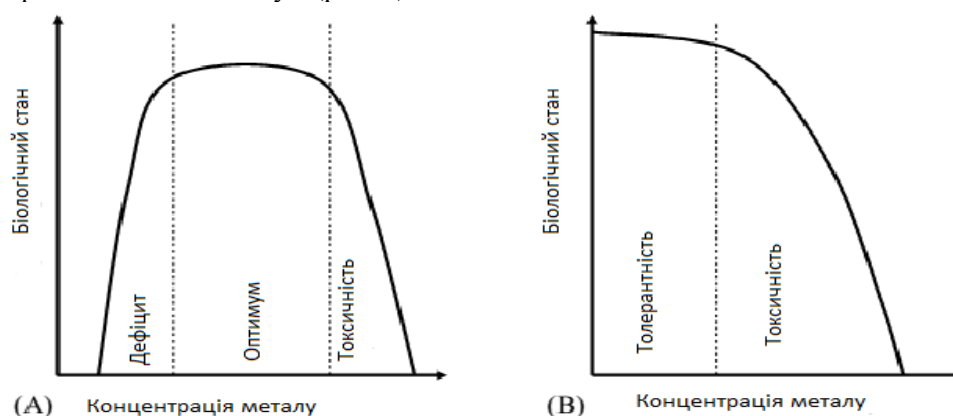 Біологічний стан
Дефіцит
Оптимум
Токсичність
(A) Концентрація металу
Біологічний стан
Толерантність
Токсичність
(B) Концентрація металу